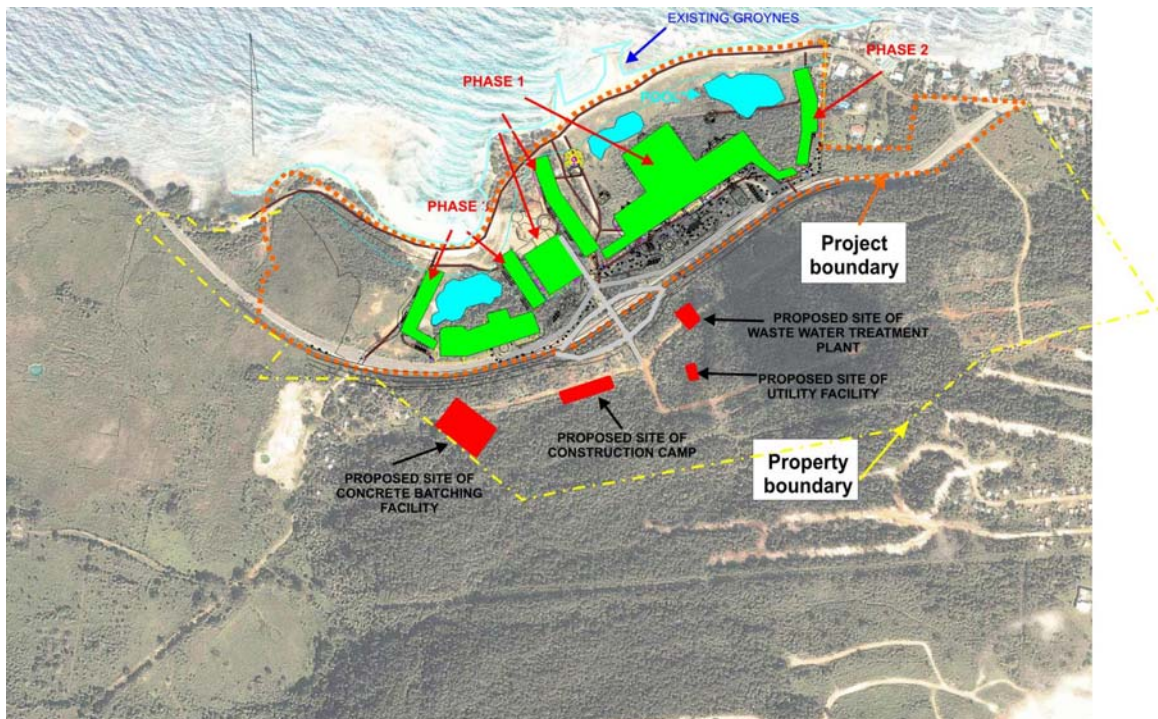 EXISTING GROYNES
PHASE 1
PHASE 2
POOL
PHASE
Project
boundary
PROPOSED SITE OF
WASTE WATER TREATMENT
PLANT
PROPOSED SITE OF
UTILITY FACILITY
PROPOSED SITE OF
CONSTRUCTION CAMP
Property
boundary
PROPOSED SITE OF
CONCRETE BATCHING
FACILITY